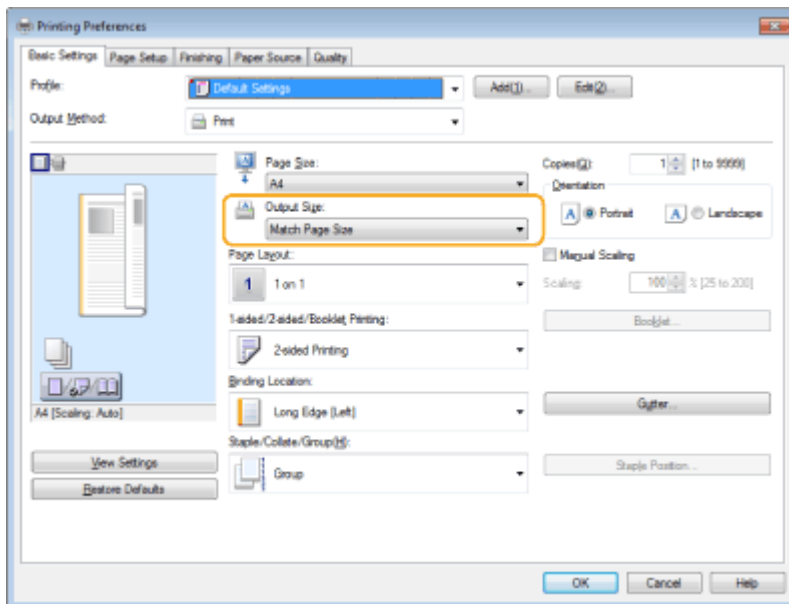 Printing Preferences
Basic Settings Page Setup Finishing Paper Source Quality
Profile: Default Settings Add(1)... Edit(2)...
Output Method: Print
Page Size: Copies(Q): 1 [1 to 9999]
A4 Orientation
Output Size: A Portrait A Landscape
Match Page Size
Page Layout: Manual Scaling
1 1 on 1 Scaling: 100 % [25 to 200]
1-sided/2-sided/Booklet Printing: Booklet...
2-sided Printing
Binding Location:
A4 [Scaling: Auto] Long Edge [Left] Gutter...
Staple/Collate/Group(H):
View Settings Group Staple Position...
Restore Defaults
OK Cancel Help